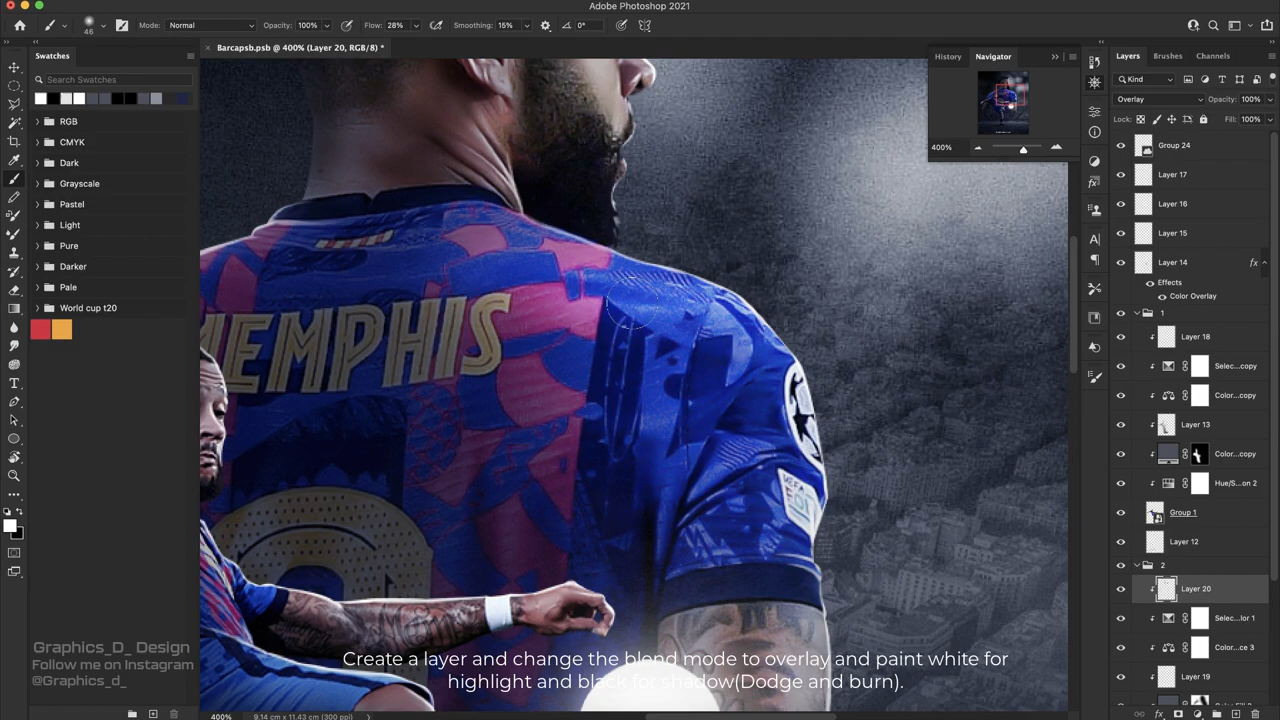 Adobe Photoshop 2021
46
Mode: Normal
Opacity: 100%
Flow: 28%
Smoothing: 15%
0°
Swatches
Search Swatches
RGB
CMYK
Dark
Grayscale
Pastel
Light
Pure
Darker
Pale
World cup t20
Graphics_D_ Design
Follow me on Instagram
@Graphics_d_
× Barcapsb.psb @ 400% (Layer 20, RGB/8) *
MEMPHIS
UEFA
Create a layer and change the blend mode to overlay and paint white for
highlight and black for shadow(Dodge and burn).
400%
9.14 cm x 11.43 cm (300 ppi)
History
Navigator
400%
Layers
Brushes
Channels
Kind
Overlay
Opacity: 100%
Lock:
Fill: 100%
Group 24
Layer 17
Layer 16
Layer 15
Layer 14
fx
Effects
Color Overlay
1
Layer 18
Selec...copy
Color...copy
Layer 13
Color...copy
Hue/S...on 2
Group 1
Layer 12
2
Layer 20
Selec...lor 1
Color...ce 3
Layer 19